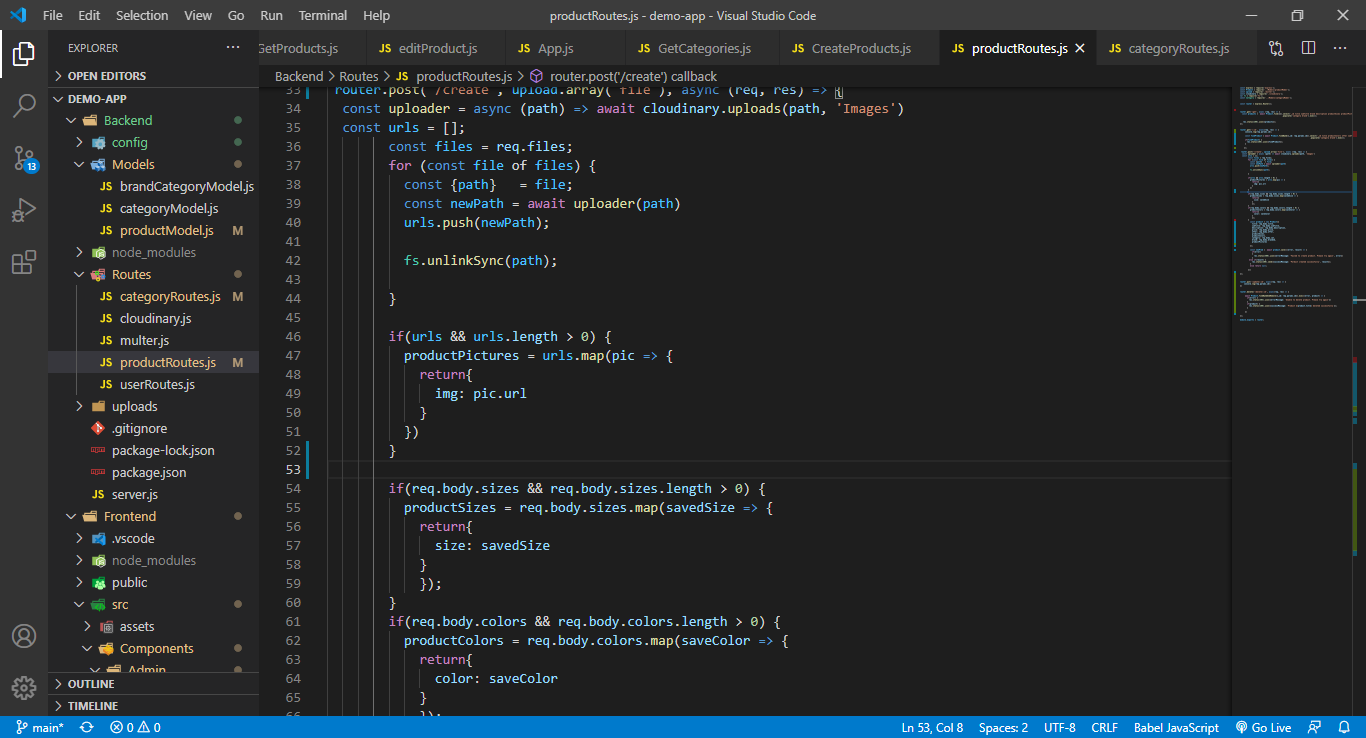 File Edit Selection View Go Run Terminal Help productRoutes.js - demo-app - Visual Studio Code
EXPLORER
GetProducts.js
JS editProduct.js
JS App.js
JS GetCategories.js
JS CreateProducts.js
JS productRoutes.js
JS categoryRoutes.js
Backend > Routes > JS productRoutes.js > router.post('/create') callback
OPEN EDITORS
DEMO-APP
Backend
config
Models
JS brandCategoryModel.js
JS categoryModel.js
JS productModel.js M
node_modules
Routes
JS categoryRoutes.js M
JS cloudinary.js
JS multer.js
JS productRoutes.js M
JS userRoutes.js
uploads
.gitignore
package-lock.json
package.json
JS server.js
Frontend
.vscode
node_modules
public
src
assets
Components
Admin
OUTLINE
TIMELINE
13
33 router.post('/create', upload.array('file'), async (req, res) => {
34 const uploader = async (path) => await cloudinary.uploads(path, 'Images')
35 const urls = [];
36 const files = req.files;
37 for (const file of files) {
38 const {path}   = file;
39 const newPath = await uploader(path)
40 urls.push(newPath);
41
42 fs.unlinkSync(path);
43
44 }
45
46 if(urls && urls.length > 0) {
47 productPictures = urls.map(pic => {
48 return{
49 img: pic.url
50 }
51 })
52 }
53
54 if(req.body.sizes && req.body.sizes.length > 0) {
55 productSizes = req.body.sizes.map(savedSize => {
56 return{
57 size: savedSize
58 }
59 });
60 }
61 if(req.body.colors && req.body.colors.length > 0) {
62 productColors = req.body.colors.map(saveColor => {
63 return{
64 color: saveColor
65 }
66 });
main* 0 0 Ln 53, Col 8 Spaces: 2 UTF-8 CRLF Babel JavaScript Go Live